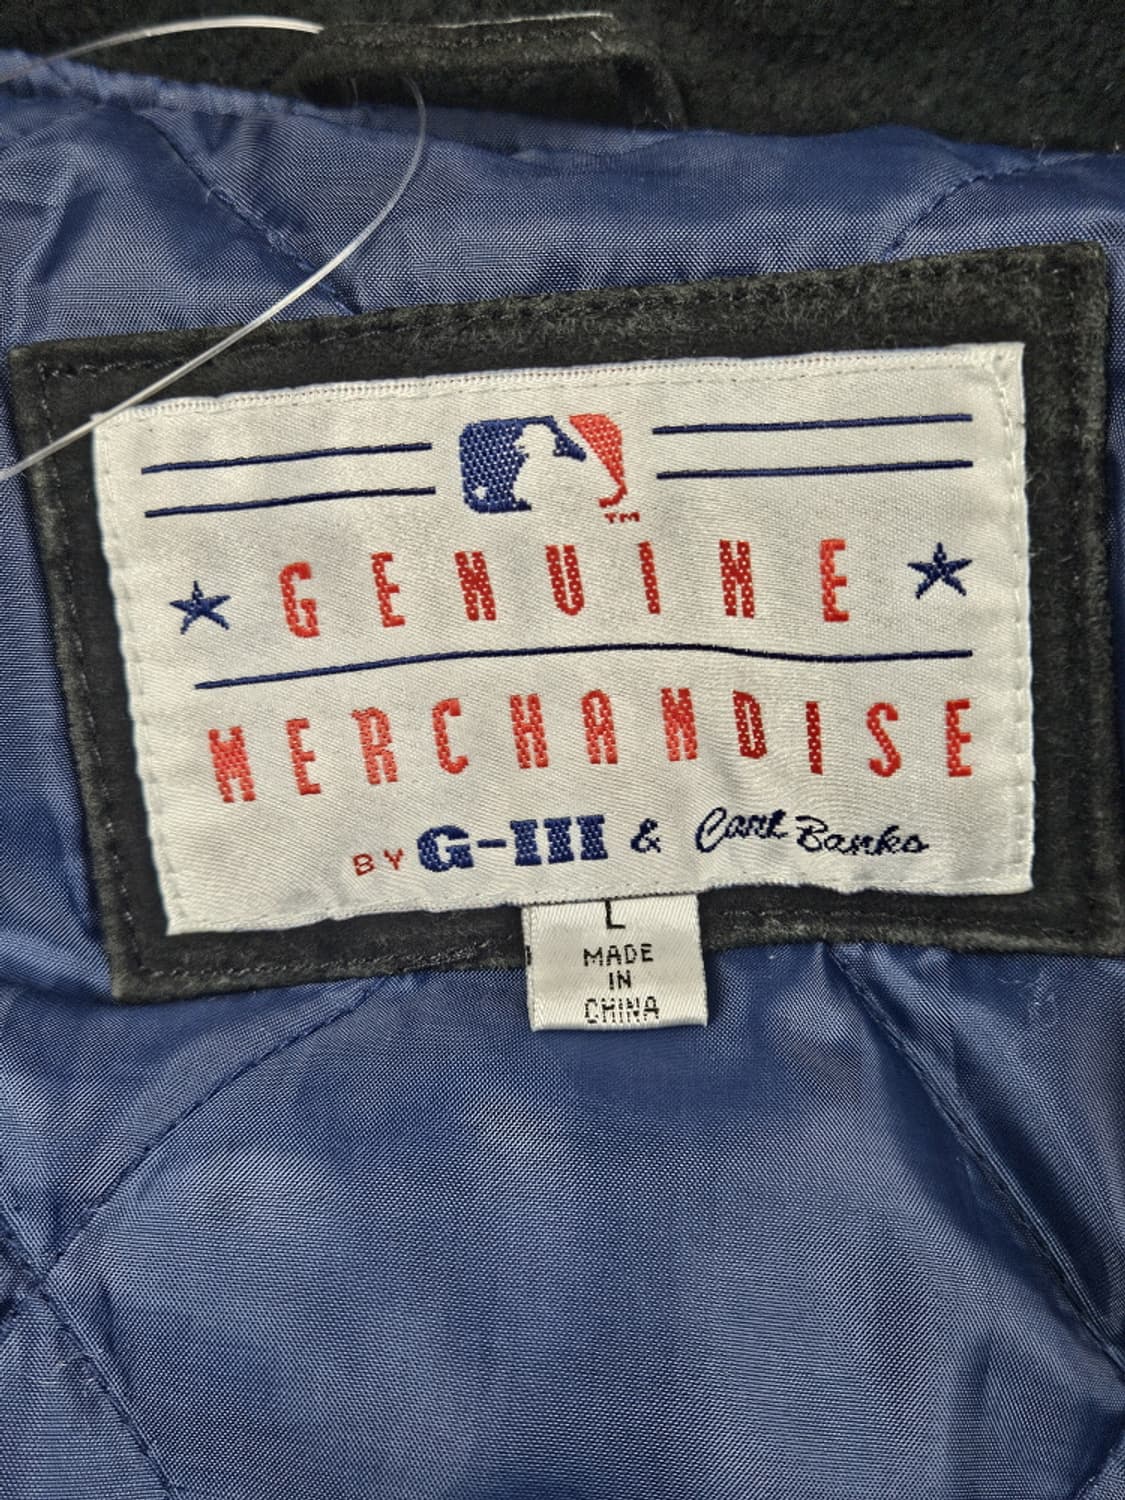 TM
GENUINE
MERCHANDISE
BY G-III & Carl Banks
L
MADE
IN
CHINA